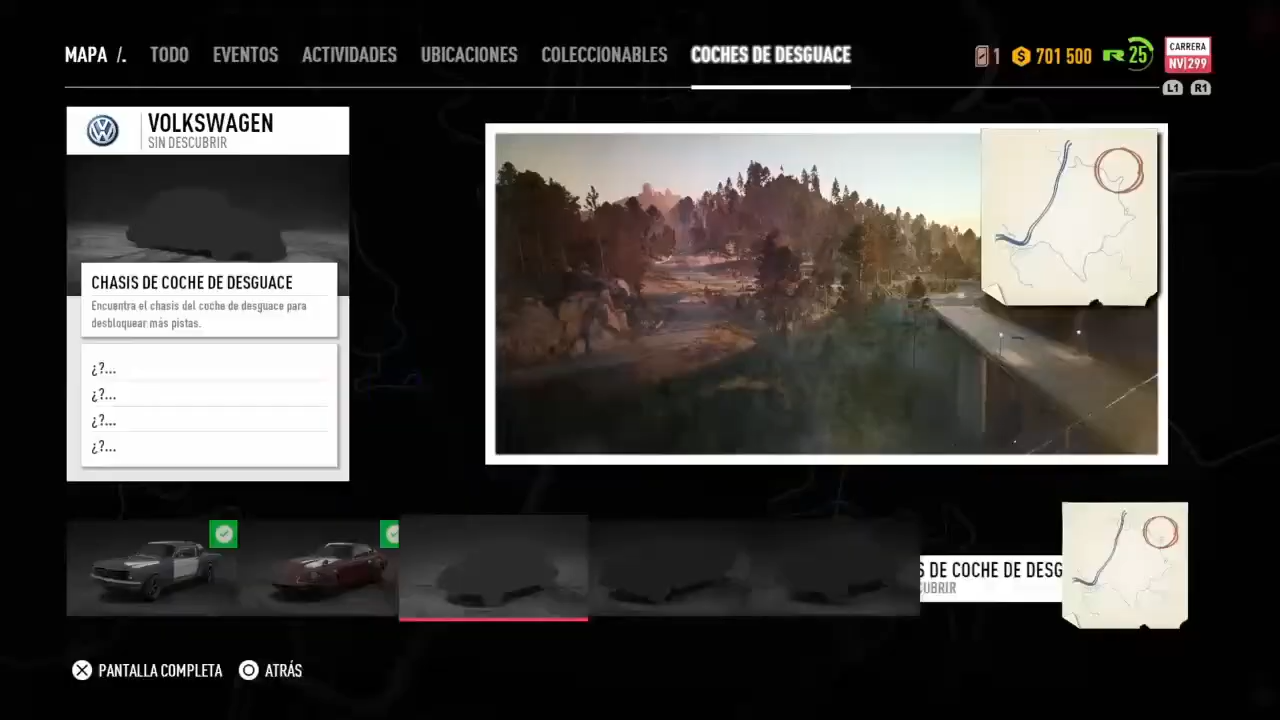 MAPA /. TODO EVENTOS ACTIVIDADES UBICACIONES COLECCIONABLES COCHES DE DESGUACE 1 701 500 R 25 CARRERA NV|299
L1 R1
VOLKSWAGEN
SIN DESCUBRIR
CHASIS DE COCHE DE DESGUACE
Encuentra el chasis del coche de desguace para
desbloquear más pistas.
¿?...
¿?...
¿?...
¿?...
S DE COCHE DE DESG
CUBRIR
PANTALLA COMPLETA ATRÁS